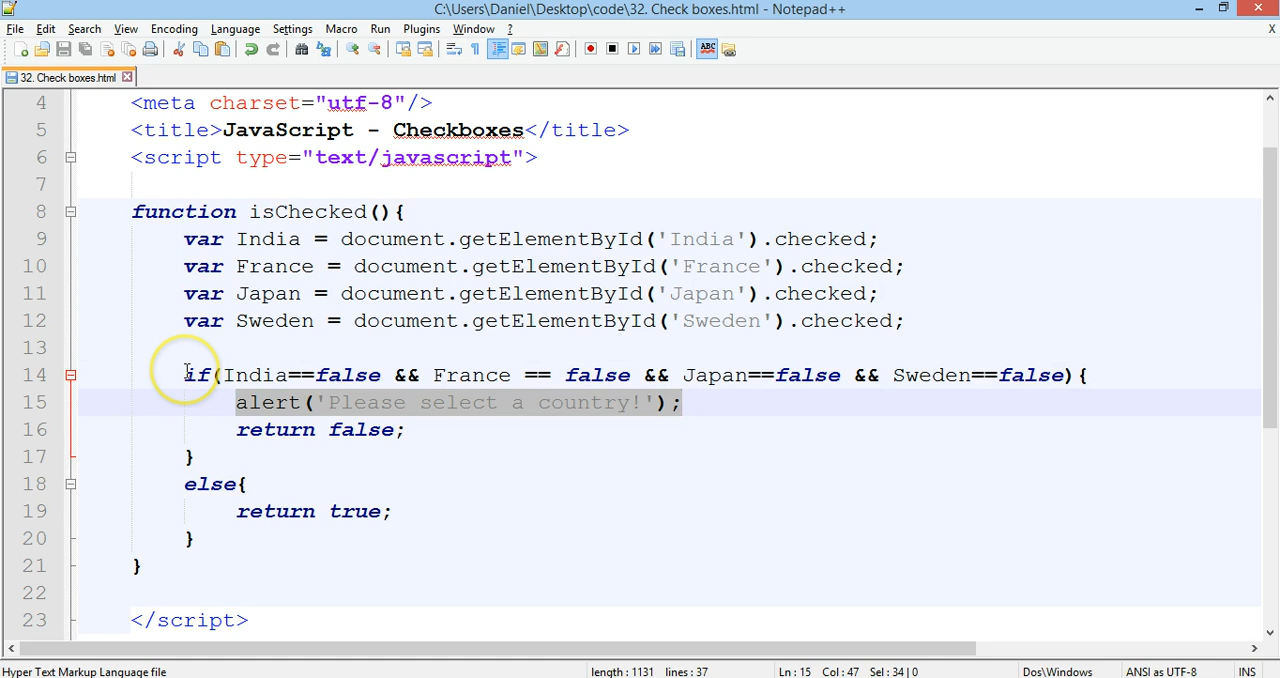 C:\Users\Daniel\Desktop\code\32. Check boxes.html - Notepad++
File Edit Search View Encoding Language Settings Macro Run Plugins Window ? X
ABC
32. Check boxes.html
4 <meta charset="utf-8"/>
5 <title>JavaScript - Checkboxes</title>
6 <script type="text/javascript">
7
8 function isChecked(){
9 var India = document.getElementById('India').checked;
10 var France = document.getElementById('France').checked;
11 var Japan = document.getElementById('Japan').checked;
12 var Sweden = document.getElementById('Sweden').checked;
13
14 if(India==false && France == false && Japan==false && Sweden==false){
15 alert('Please select a country!');
16 return false;
17 }
18 else{
19 return true;
20 }
21 }
22
23 </script>
Hyper Text Markup Language file length : 1131 lines : 37 Ln : 15 Col : 47 Sel : 34 | 0 Dos\Windows ANSI as UTF-8 INS